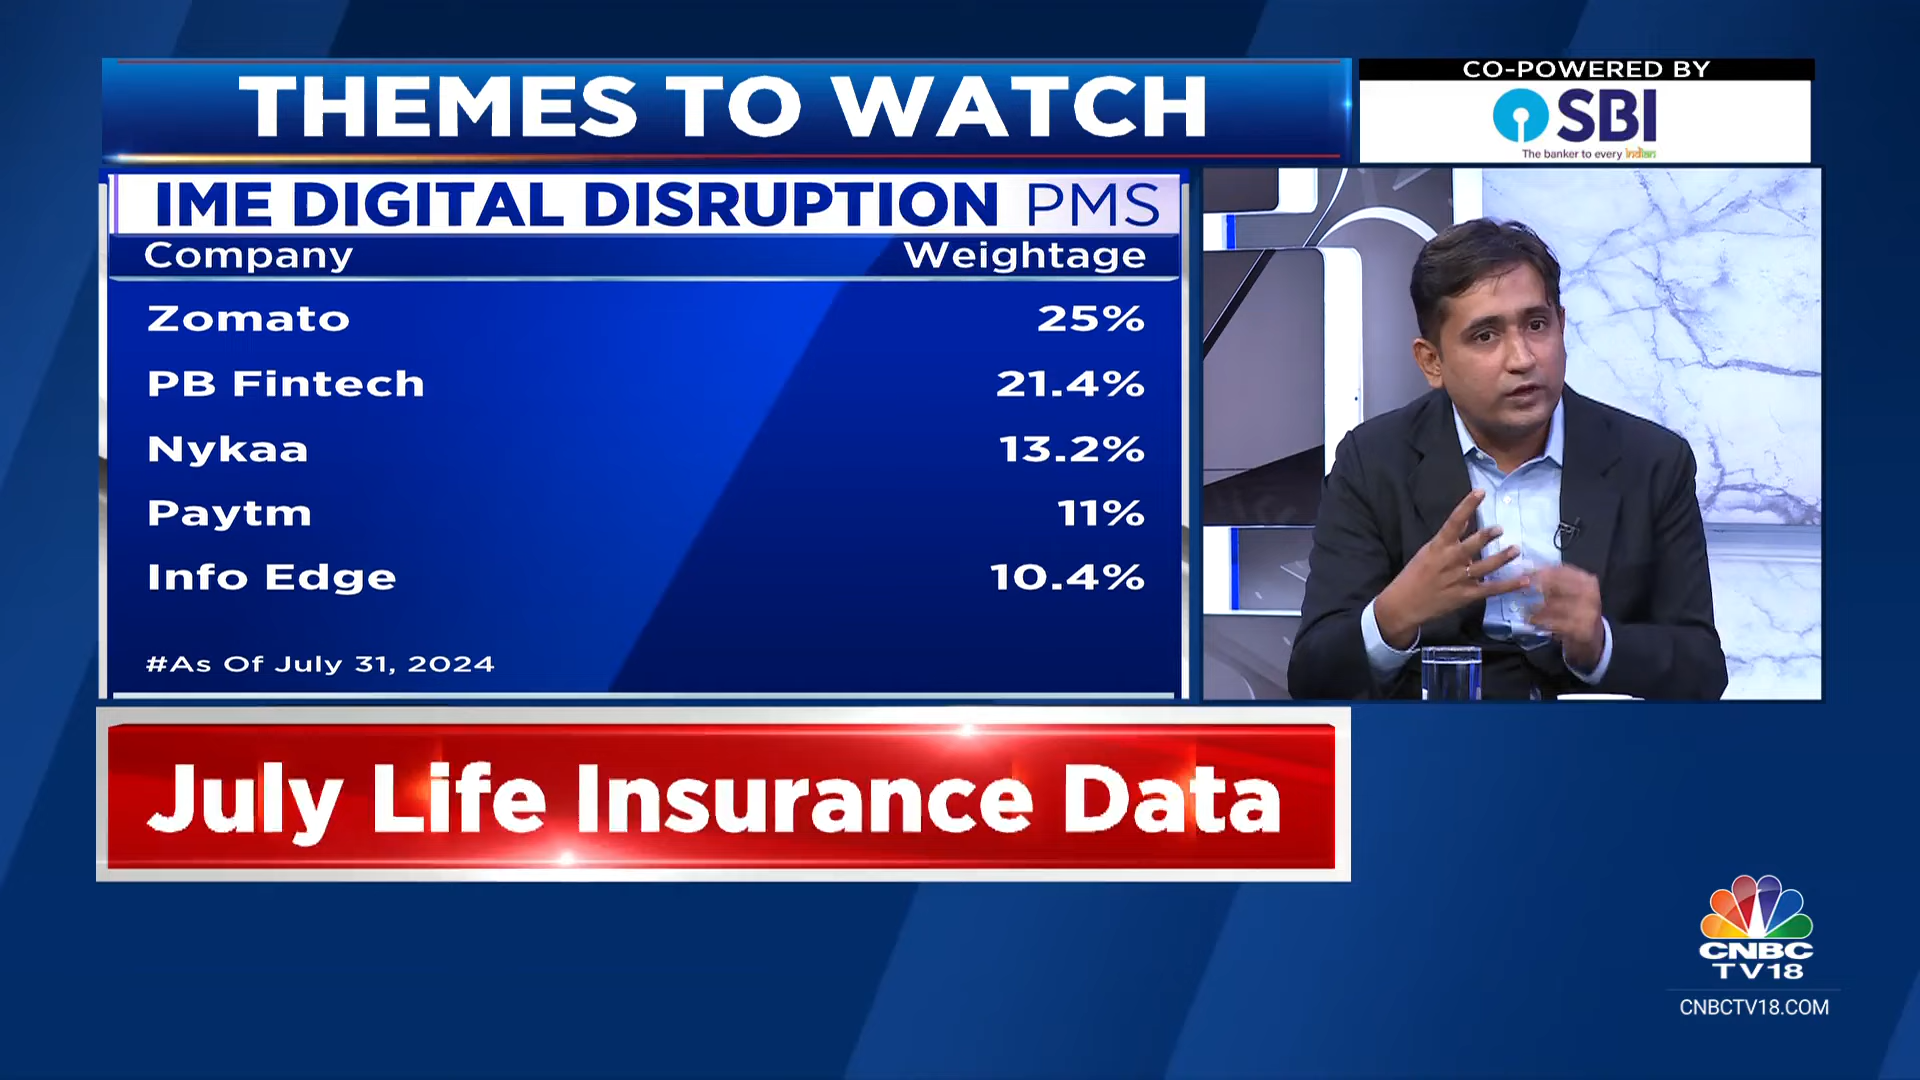 THEMES TO WATCH
CO-POWERED BY
SBI
The banker to every indian
IME DIGITAL DISRUPTION PMS
Company Weightage
Zomato 25%
PB Fintech 21.4%
Nykaa 13.2%
Paytm 11%
Info Edge 10.4%
#As Of July 31, 2024
July Life Insurance Data
CNBC
TV18
CNBCTV18.COM